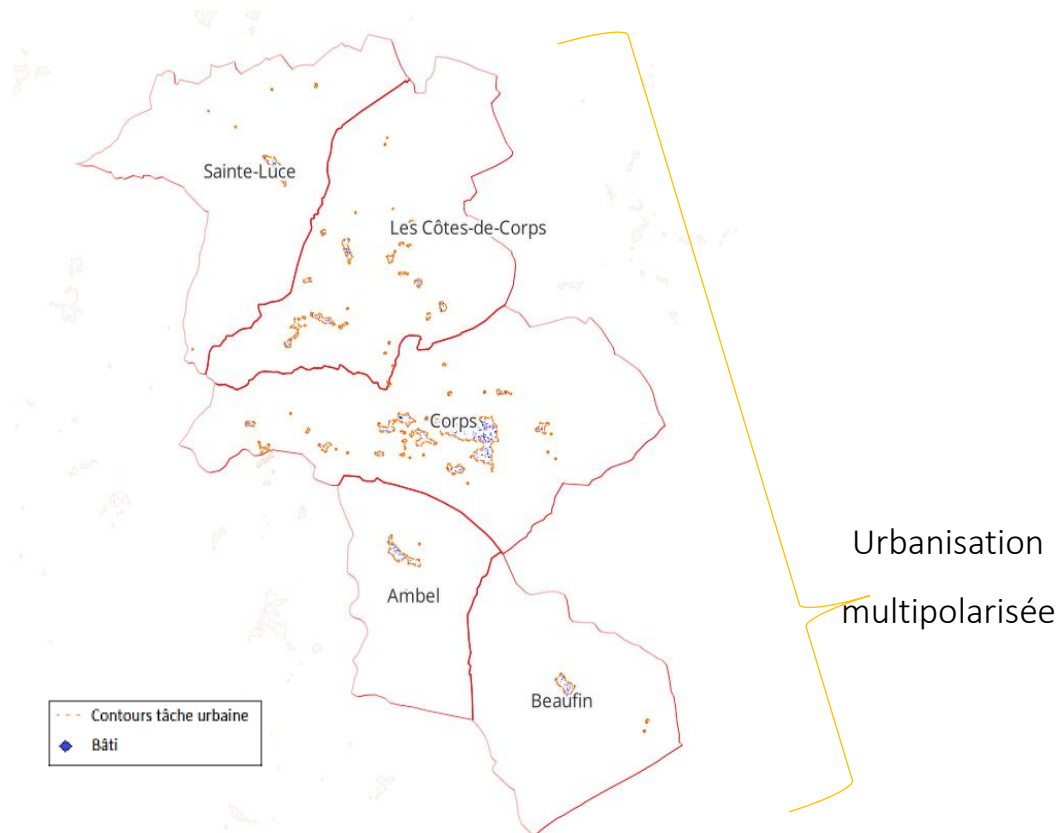 Sainte-Luce
Les Côtes-de-Corps
Corps
Ambel
Beaufin
Urbanisation
multipolarisée
Contours tâche urbaine
Bâti